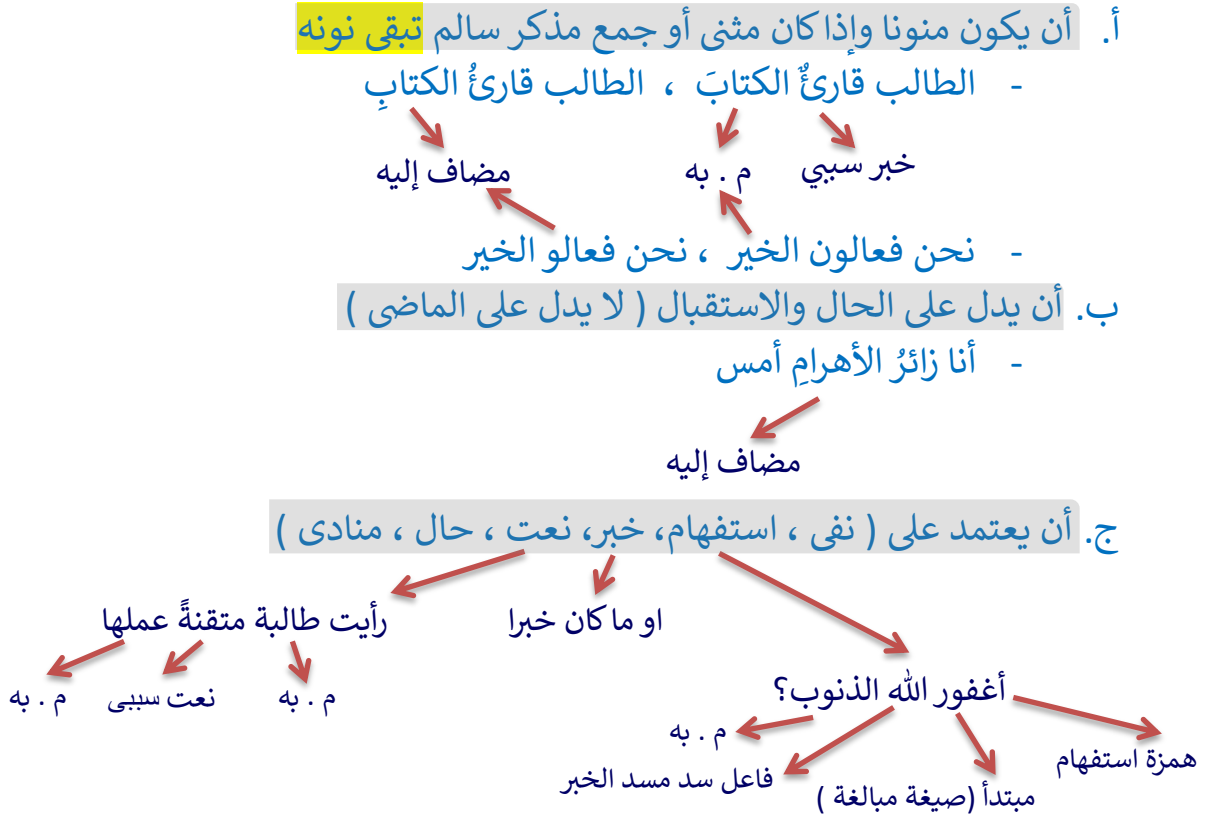 أ. أن يكون منونا وإذا كان مثنى أو جمع مذكر سالم تبقى نونه
- الطالب قارئٌ الكتابَ ، الطالب قارئُ الكتابِ
خبر سببي م . به مضاف إليه
- نحن فعالون الخير ، نحن فعالو الخير
ب. أن يدل على الحال والاستقبال ( لا يدل على الماضى )
- أنا زائرُ الأهرامِ أمس
مضاف إليه
ج. أن يعتمد على ( نفى ، استفهام، خبر، نعت ، حال ، منادى )
او ما كان خبرا رأيت طالبة متقنةً عملها
م . به نعت سببى م . به
أغفور الله الذنوب؟
م . به
همزة استفهام
فاعل سد مسد الخبر
مبتدأ (صيغة مبالغة )